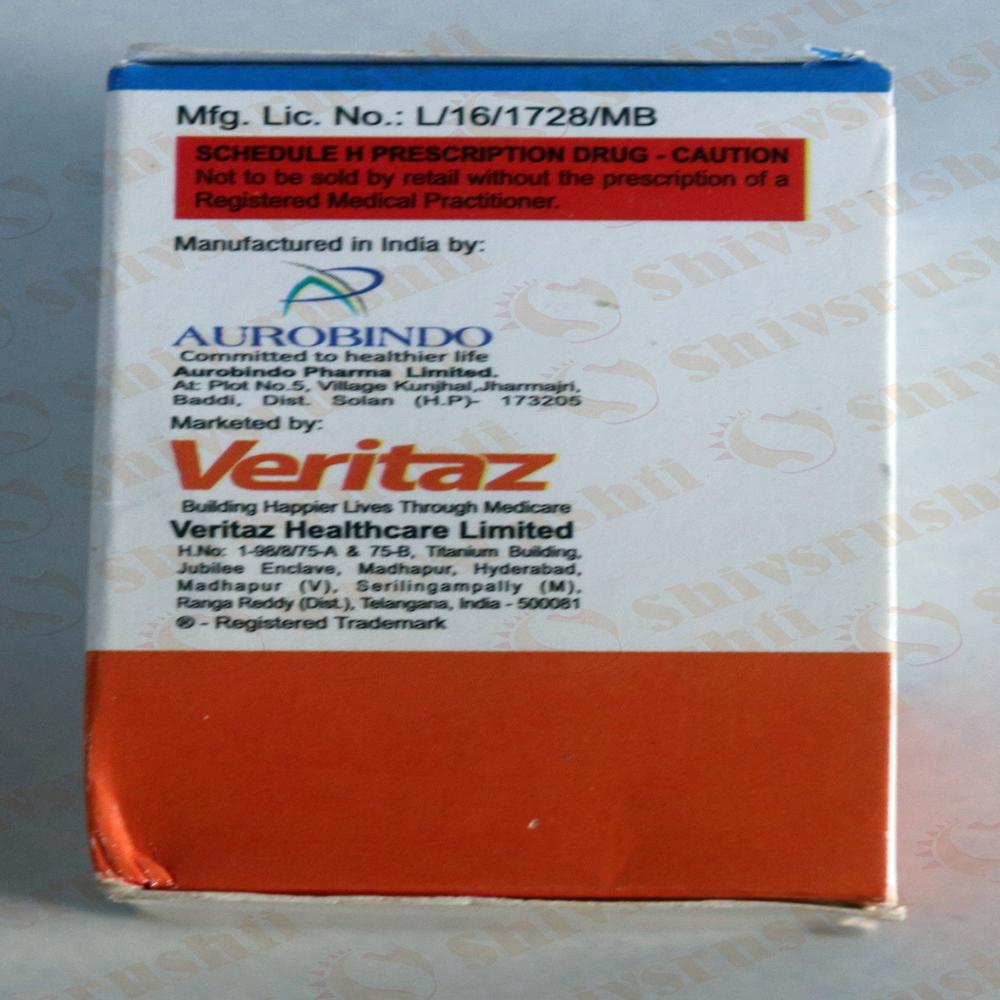 Mfg. Lic. No.: L/16/1728/MB
SCHEDULE H PRESCRIPTION DRUG - CAUTION
Not to be sold by retail without the prescription of a
Registered Medical Practitioner.
Manufactured in India by:
AUROBINDO
Committed to healthier life
Aurobindo Pharma Limited.
At: Plot No.5, Village Kunjhal,Jharmajri,
Baddi, Dist. Solan (H.P)- 173205
Marketed by:
Veritaz
Building Happier Lives Through Medicare
Veritaz Healthcare Limited
H.No: 1-98/8/75-A & 75-B, Titanium Building,
Jubilee Enclave, Madhapur, Hyderabad,
Madhapur (V), Serilingampally (M),
Ranga Reddy (Dist.), Telangana, India - 500081
® - Registered Trademark
Shivsrushti